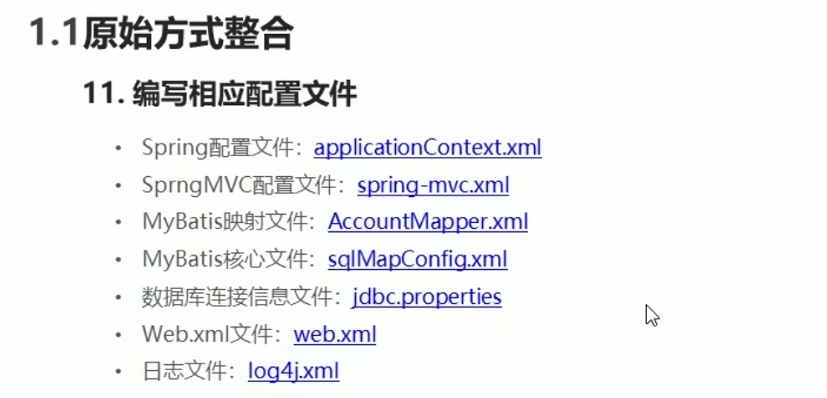 1.1原始方式整合
11. 编写相应配置文件
• Spring配置文件：applicationContext.xml
• SprngMVC配置文件：spring-mvc.xml
• MyBatis映射文件：AccountMapper.xml
• MyBatis核心文件：sqlMapConfig.xml
• 数据库连接信息文件：jdbc.properties
• Web.xml文件：web.xml
• 日志文件：log4j.xml